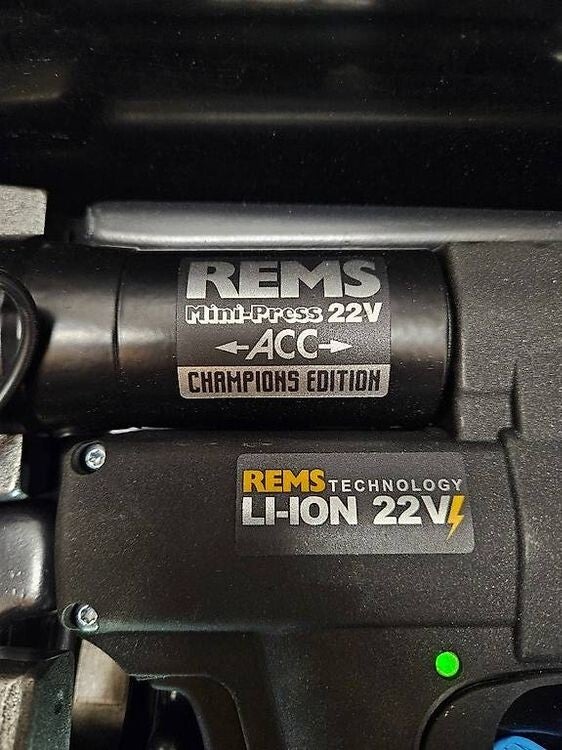 REMS
Mini-Press 22V
ACC
CHAMPIONS EDITION
REMS TECHNOLOGY
LI-ION 22V